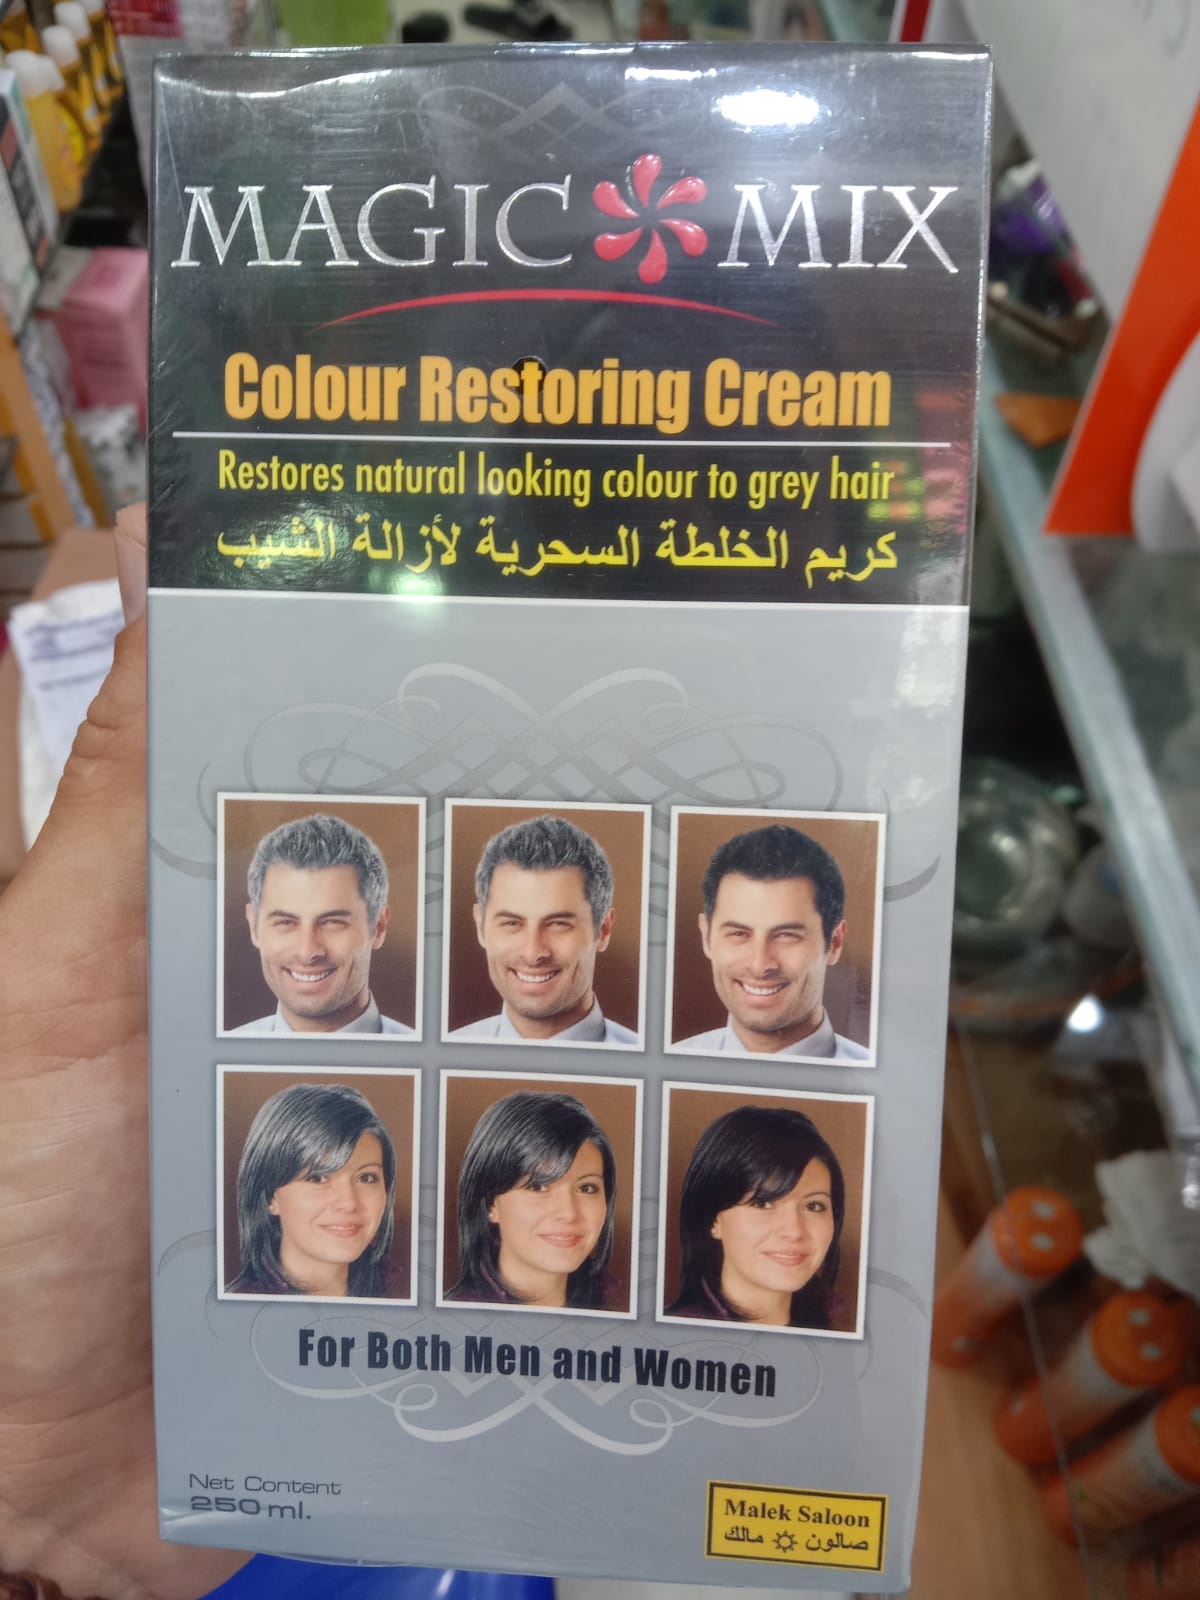 MAGIC MIX
Colour Restoring Cream
Restores natural looking colour to grey hair
كريم الخلطة السحرية لأزالة الشيب
For Both Men and Women
Net Content
250 ml.
Malek Saloon
صالون مالك